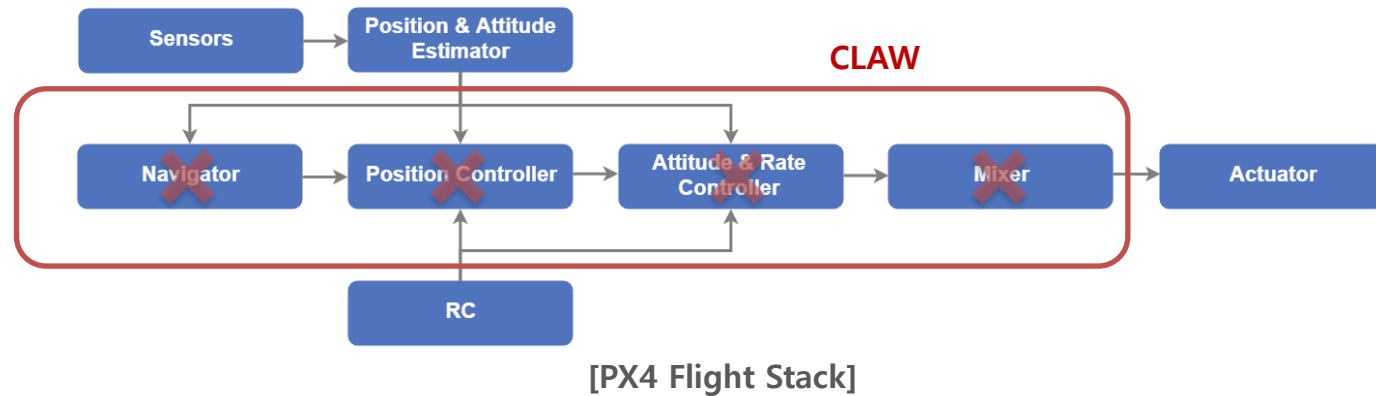 Sensors
Position & Attitude
Estimator
CLAW
Navigator
Position Controller
Attitude & Rate
Controller
Mixer
Actuator
RC
[PX4 Flight Stack]